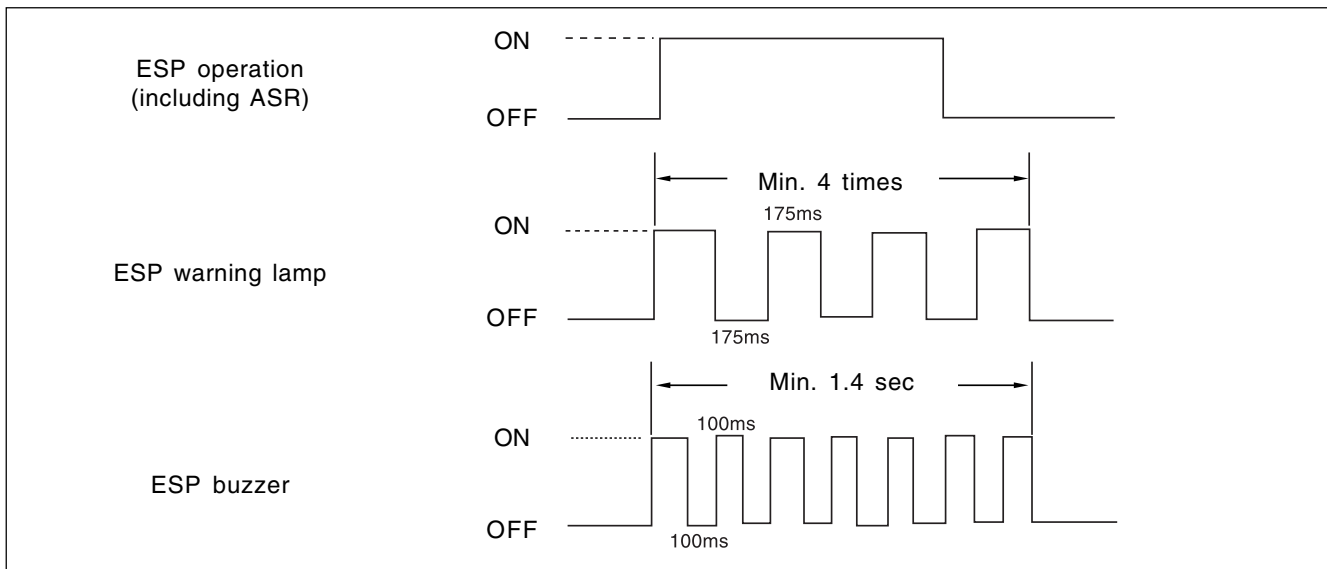 ESP operation
(including ASR)
ON
OFF
Min. 4 times
175ms
ESP warning lamp
ON
OFF
175ms
Min. 1.4 sec
100ms
ESP buzzer
ON
OFF
100ms